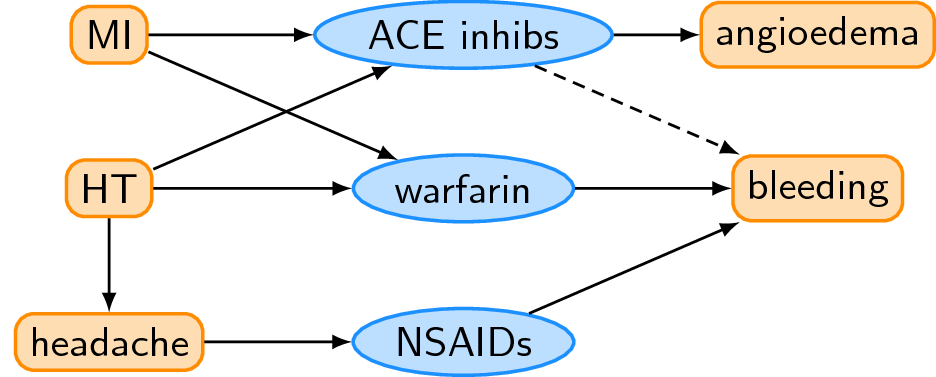 MI
ACE inhibs
angioedema
HT
warfarin
bleeding
headache
NSAIDs